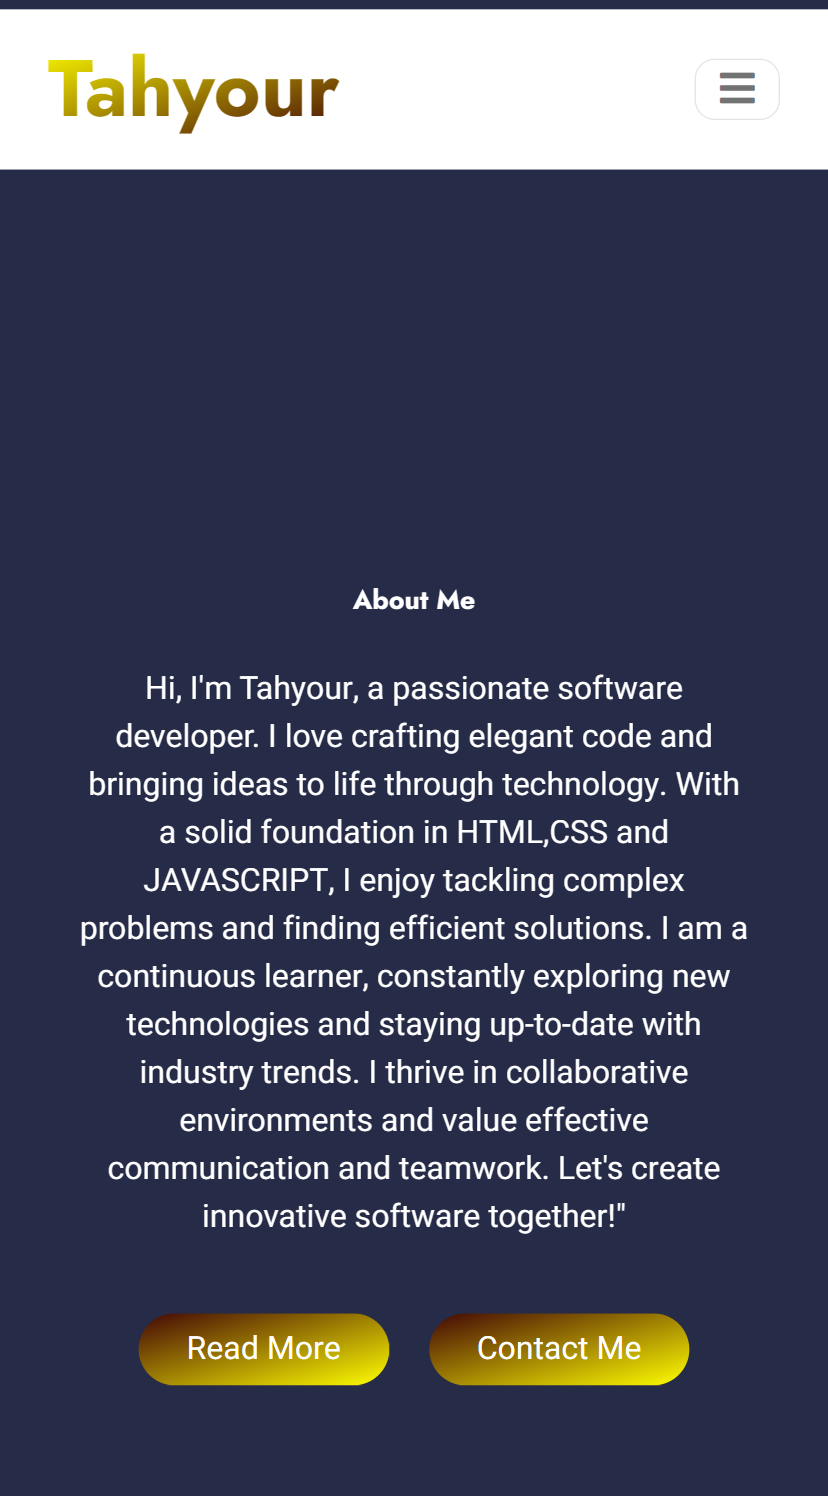 Tahyour
About Me
Hi, I'm Tahyour, a passionate software
developer. I love crafting elegant code and
bringing ideas to life through technology. With
a solid foundation in HTML,CSS and
JAVASCRIPT, I enjoy tackling complex
problems and finding efficient solutions. I am a
continuous learner, constantly exploring new
technologies and staying up-to-date with
industry trends. I thrive in collaborative
environments and value effective
communication and teamwork. Let's create
innovative software together!"
Read More
Contact Me